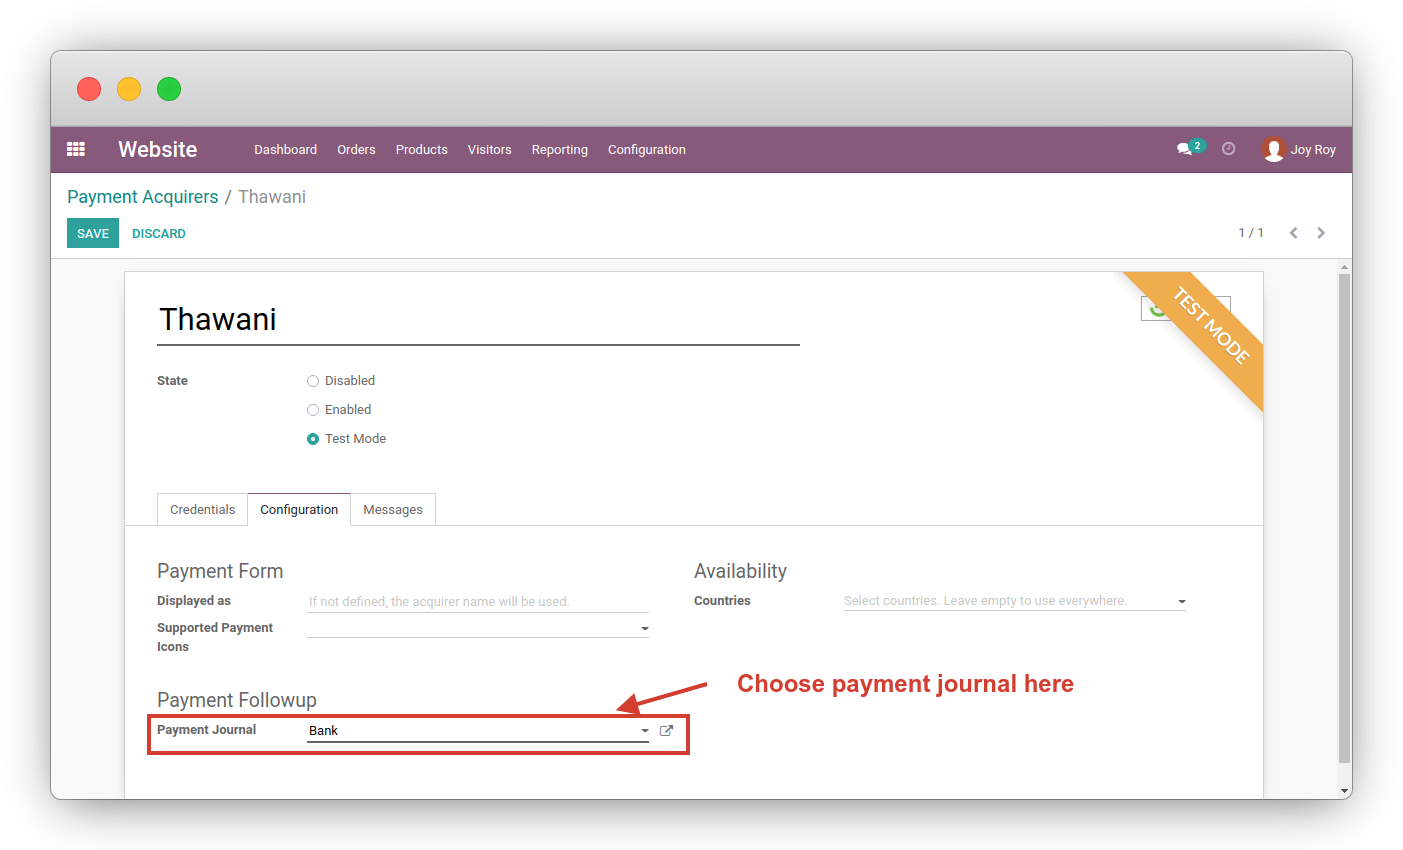 Website Dashboard Orders Products Visitors Reporting Configuration 2 Joy Roy
Payment Acquirers / Thawani
SAVE DISCARD 1 / 1
TEST MODE
Thawani
State Disabled
Enabled
Test Mode
Credentials Configuration Messages
Payment Form Availability
Displayed as If not defined, the acquirer name will be used. Countries Select countries. Leave empty to use everywhere.
Supported Payment
Icons
Choose payment journal here
Payment Followup
Payment Journal Bank